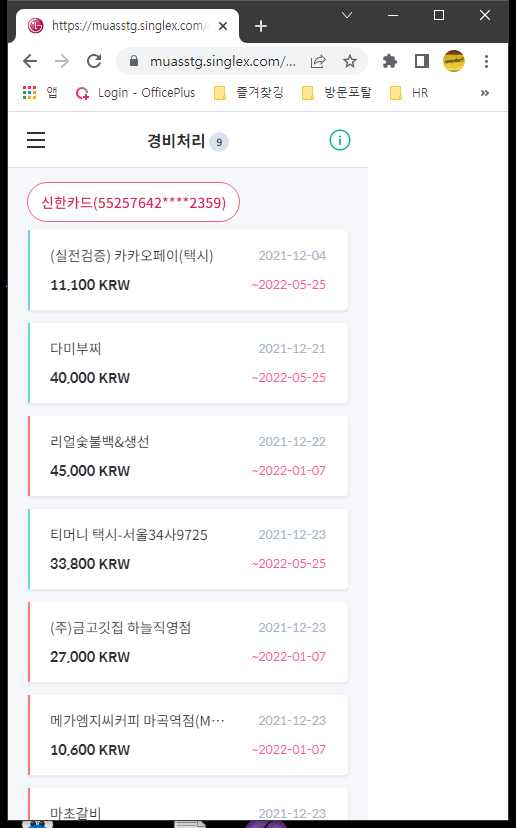 https://muasstg.singlex.com/
muasstg.singlex.com/...
앱
Login - OfficePlus
즐겨찾깅
방문포탈
HR
»
경비처리 9
신한카드(55257642****2359)
(실전검증) 카카오페이(택시) 2021-12-04
11,100 KRW ~2022-05-25
다미부찌 2021-12-21
40,000 KRW ~2022-05-25
리얼숯불백&생선 2021-12-22
45,000 KRW ~2022-01-07
티머니 택시-서울34사9725 2021-12-23
33,800 KRW ~2022-05-25
(주)금고깃집 하늘직영점 2021-12-23
27,000 KRW ~2022-01-07
메가엠지씨커피 마곡역점(M… 2021-12-23
10,600 KRW ~2022-01-07
마초갈비 2021-12-23